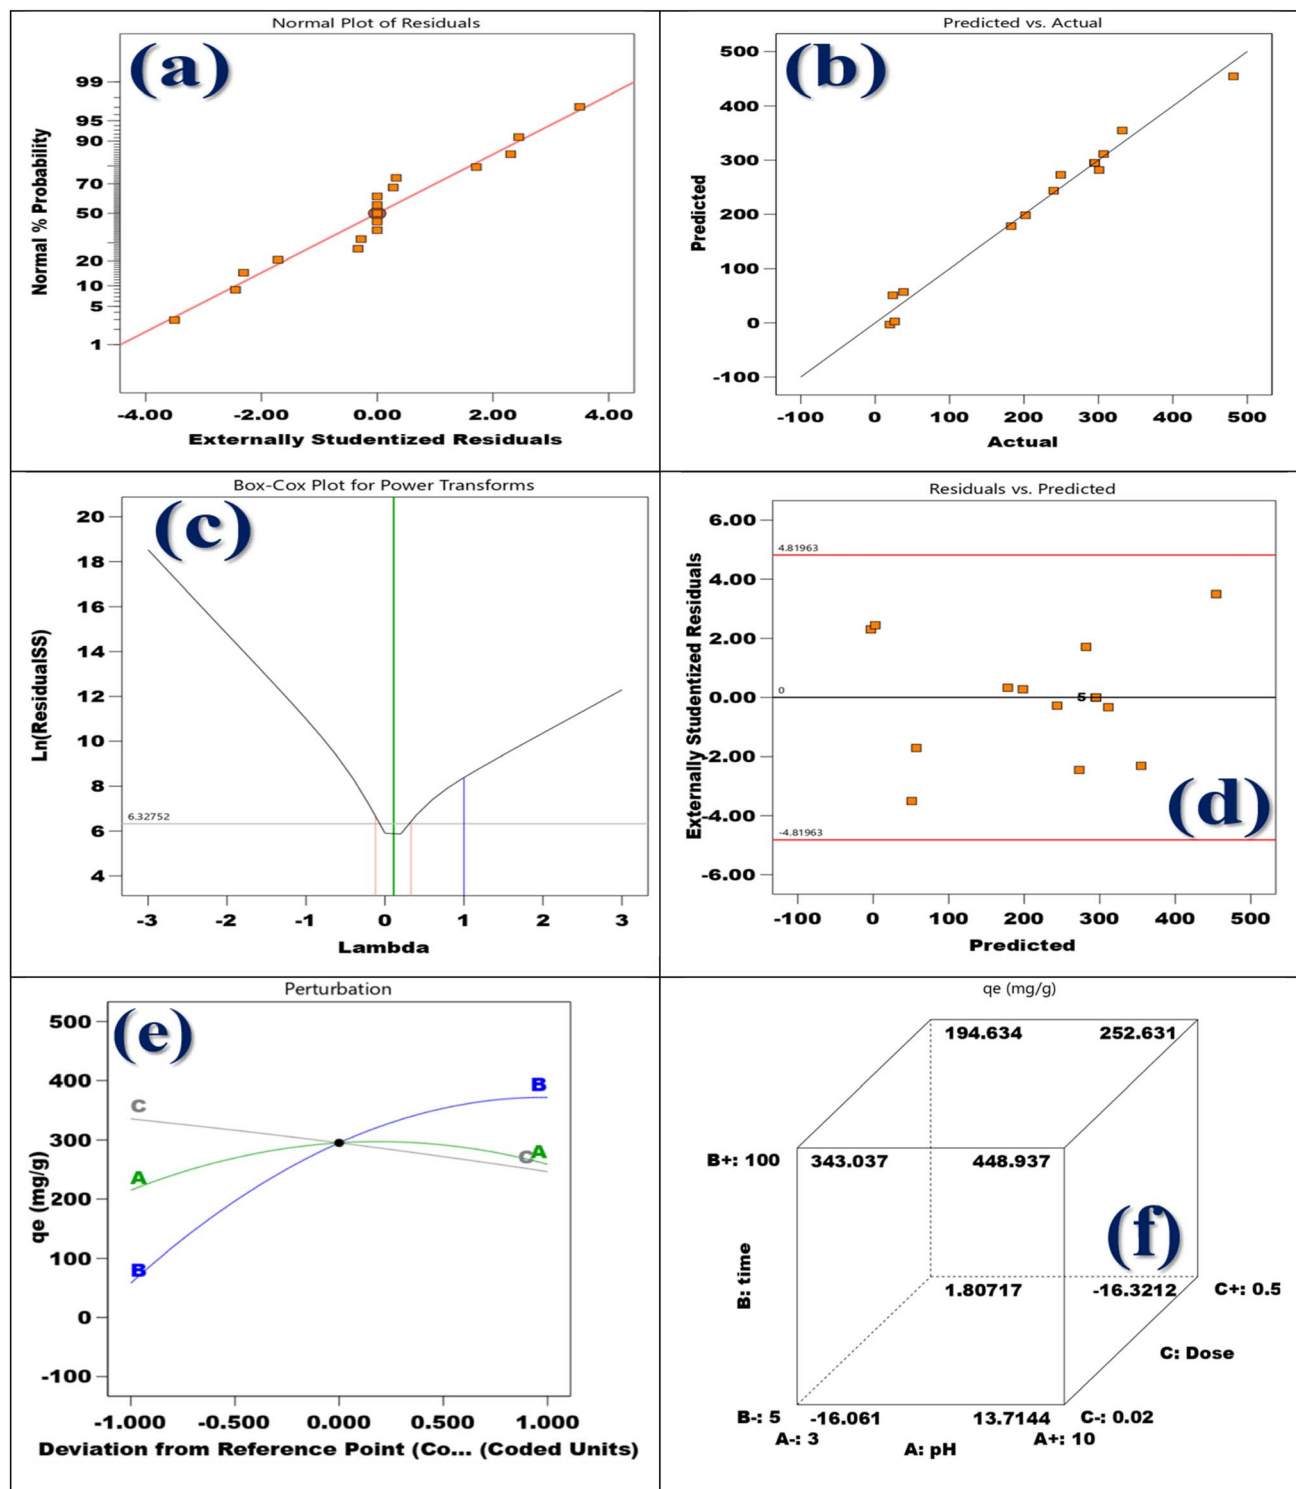 Normal Plot of Residuals
(a)
Normal % Probability
99
95
90
70
50
20
10
5
1
-4.00 -2.00 0.00 2.00 4.00
Externally Studentized Residuals
Predicted vs. Actual
(b)
Predicted
500
400
300
200
100
0
-100
-100 0 100 200 300 400 500
Actual
Box-Cox Plot for Power Transforms
(c)
Ln(ResidualSS)
20
18
16
14
12
10
8
6.32752
6
4
-3 -2 -1 0 1 2 3
Lambda
Residuals vs. Predicted
Externally Studentized Residuals
6.00
4.81963
4.00
2.00
0
0.00
5
-2.00
(d)
-4.00
-4.81963
-6.00
-100 0 100 200 300 400 500
Predicted
Perturbation
(e)
qe (mg/g)
500
400
300
200
100
0
-100
B
C
A
C
A
B
-1.000 -0.500 0.000 0.500 1.000
Deviation from Reference Point (Co... (Coded Units)
qe (mg/g)
194.634 252.631
B+: 100 343.037 448.937
(f)
B: time
1.80717 -16.3212 C+: 0.5
C: Dose
B-: 5 -16.061 13.7144 C-: 0.02
A-: 3 A: pH A+: 10